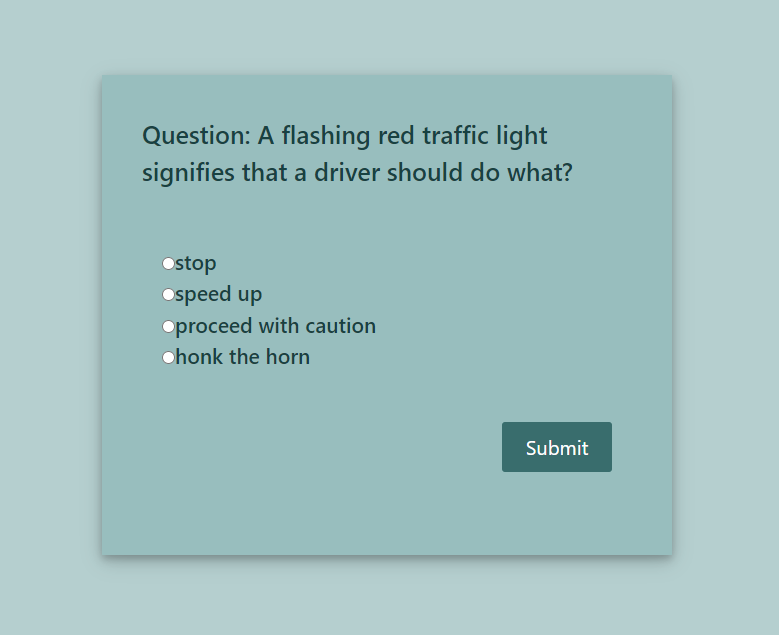 Question: A flashing red traffic light
signifies that a driver should do what?
stop
speed up
proceed with caution
honk the horn
Submit